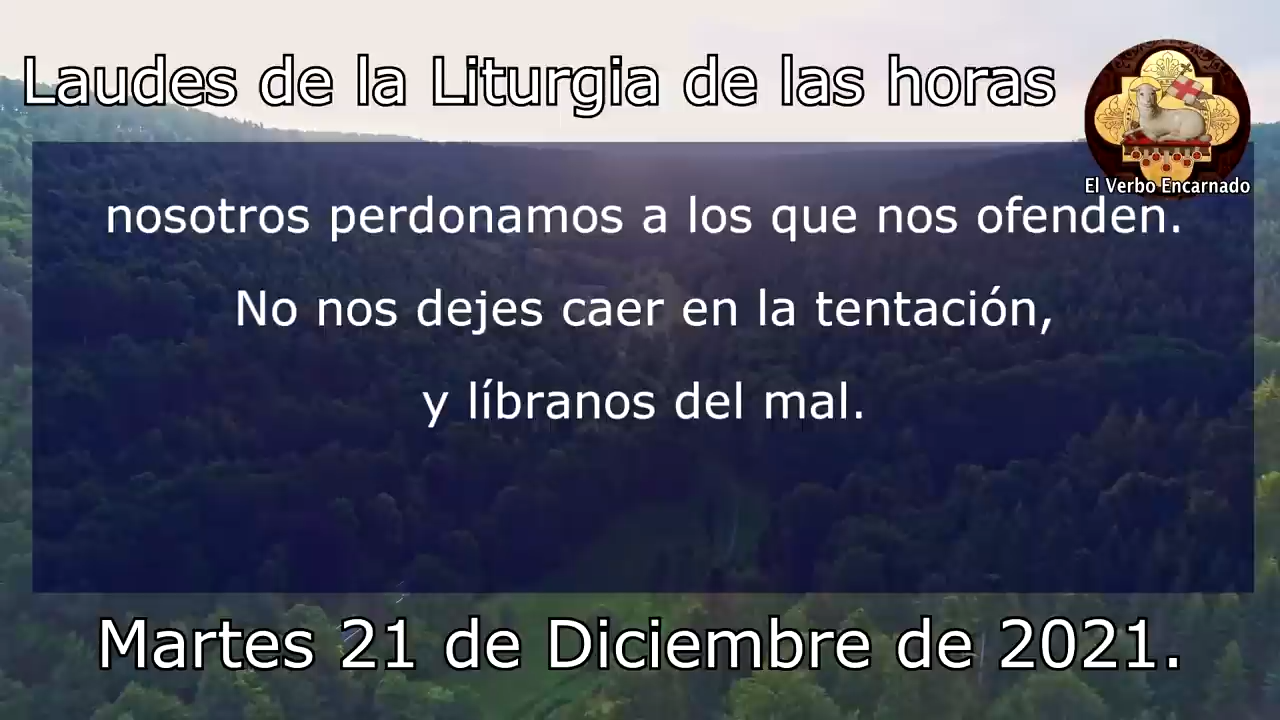 Laudes de la Liturgia de las horas
El Verbo Encarnado
nosotros perdonamos a los que nos ofenden.
No nos dejes caer en la tentación,
y líbranos del mal.
Martes 21 de Diciembre de 2021.